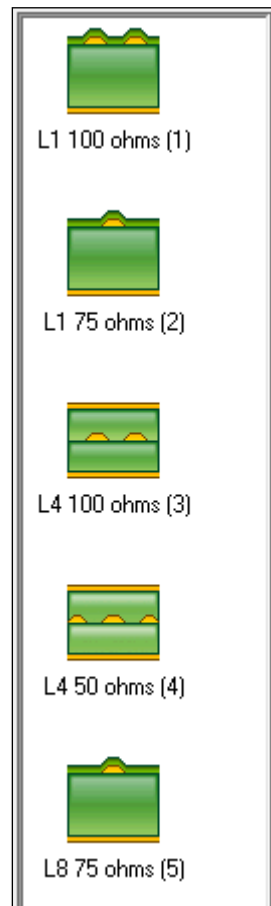 L1 100 ohms (1)
L1 75 ohms (2)
L4 100 ohms (3)
L4 50 ohms (4)
L8 75 ohms (5)